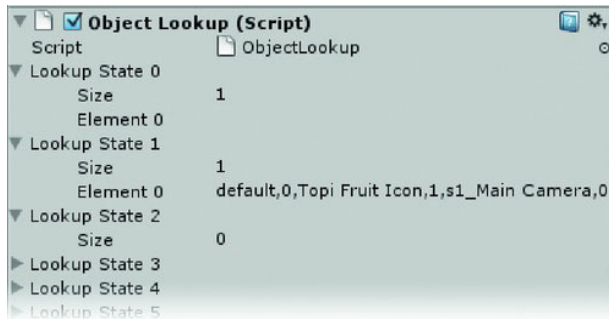 Object Lookup (Script)
Script ObjectLookup
Lookup State 0
Size 1
Element 0
Lookup State 1
Size 1
Element 0 default,0,Topi Fruit Icon,1,s1_Main Camera,0
Lookup State 2
Size 0
Lookup State 3
Lookup State 4
Lookup State 5